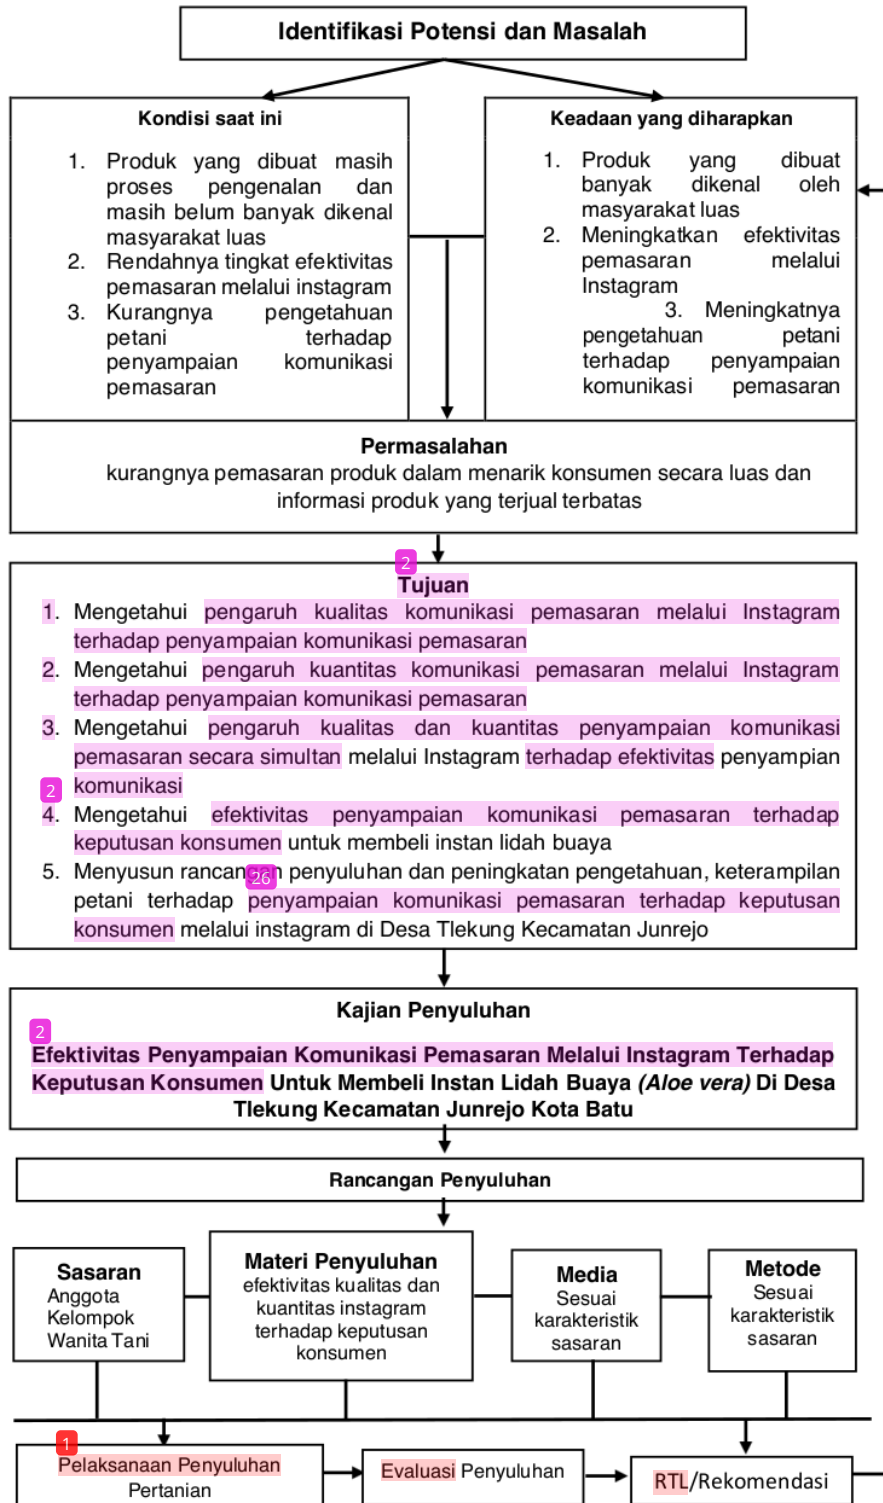 Identifikasi Potensi dan Masalah
Kondisi saat ini
1. Produk yang dibuat masih
proses pengenalan dan
masih belum banyak dikenal
masyarakat luas
2. Rendahnya tingkat efektivitas
pemasaran melalui instagram
3. Kurangnya pengetahuan
petani terhadap
penyampaian komunikasi
pemasaran
Keadaan yang diharapkan
1. Produk yang dibuat
banyak dikenal oleh
masyarakat luas
2. Meningkatkan efektivitas
pemasaran melalui
Instagram
3. Meningkatnya
pengetahuan petani
terhadap penyampaian
komunikasi pemasaran
Permasalahan
kurangnya pemasaran produk dalam menarik konsumen secara luas dan
informasi produk yang terjual terbatas
2
Tujuan
1. Mengetahui pengaruh kualitas komunikasi pemasaran melalui Instagram
terhadap penyampaian komunikasi pemasaran
2. Mengetahui pengaruh kuantitas komunikasi pemasaran melalui Instagram
terhadap penyampaian komunikasi pemasaran
3. Mengetahui pengaruh kualitas dan kuantitas penyampaian komunikasi
pemasaran secara simultan melalui Instagram terhadap efektivitas penyampian
2 komunikasi
4. Mengetahui efektivitas penyampaian komunikasi pemasaran terhadap
keputusan konsumen untuk membeli instan lidah buaya
5. Menyusun rancangan penyuluhan dan peningkatan pengetahuan, keterampilan
26
petani terhadap penyampaian komunikasi pemasaran terhadap keputusan
konsumen melalui instagram di Desa Tlekung Kecamatan Junrejo
Kajian Penyuluhan
2
Efektivitas Penyampaian Komunikasi Pemasaran Melalui Instagram Terhadap
Keputusan Konsumen Untuk Membeli Instan Lidah Buaya (Aloe vera) Di Desa
Tlekung Kecamatan Junrejo Kota Batu
Rancangan Penyuluhan
Sasaran
Anggota
Kelompok
Wanita Tani
Materi Penyuluhan
efektivitas kualitas dan
kuantitas instagram
terhadap keputusan
konsumen
Media
Sesuai
karakteristik
sasaran
Metode
Sesuai
karakteristik
sasaran
1
Pelaksanaan Penyuluhan
Pertanian
Evaluasi Penyuluhan
RTL/Rekomendasi